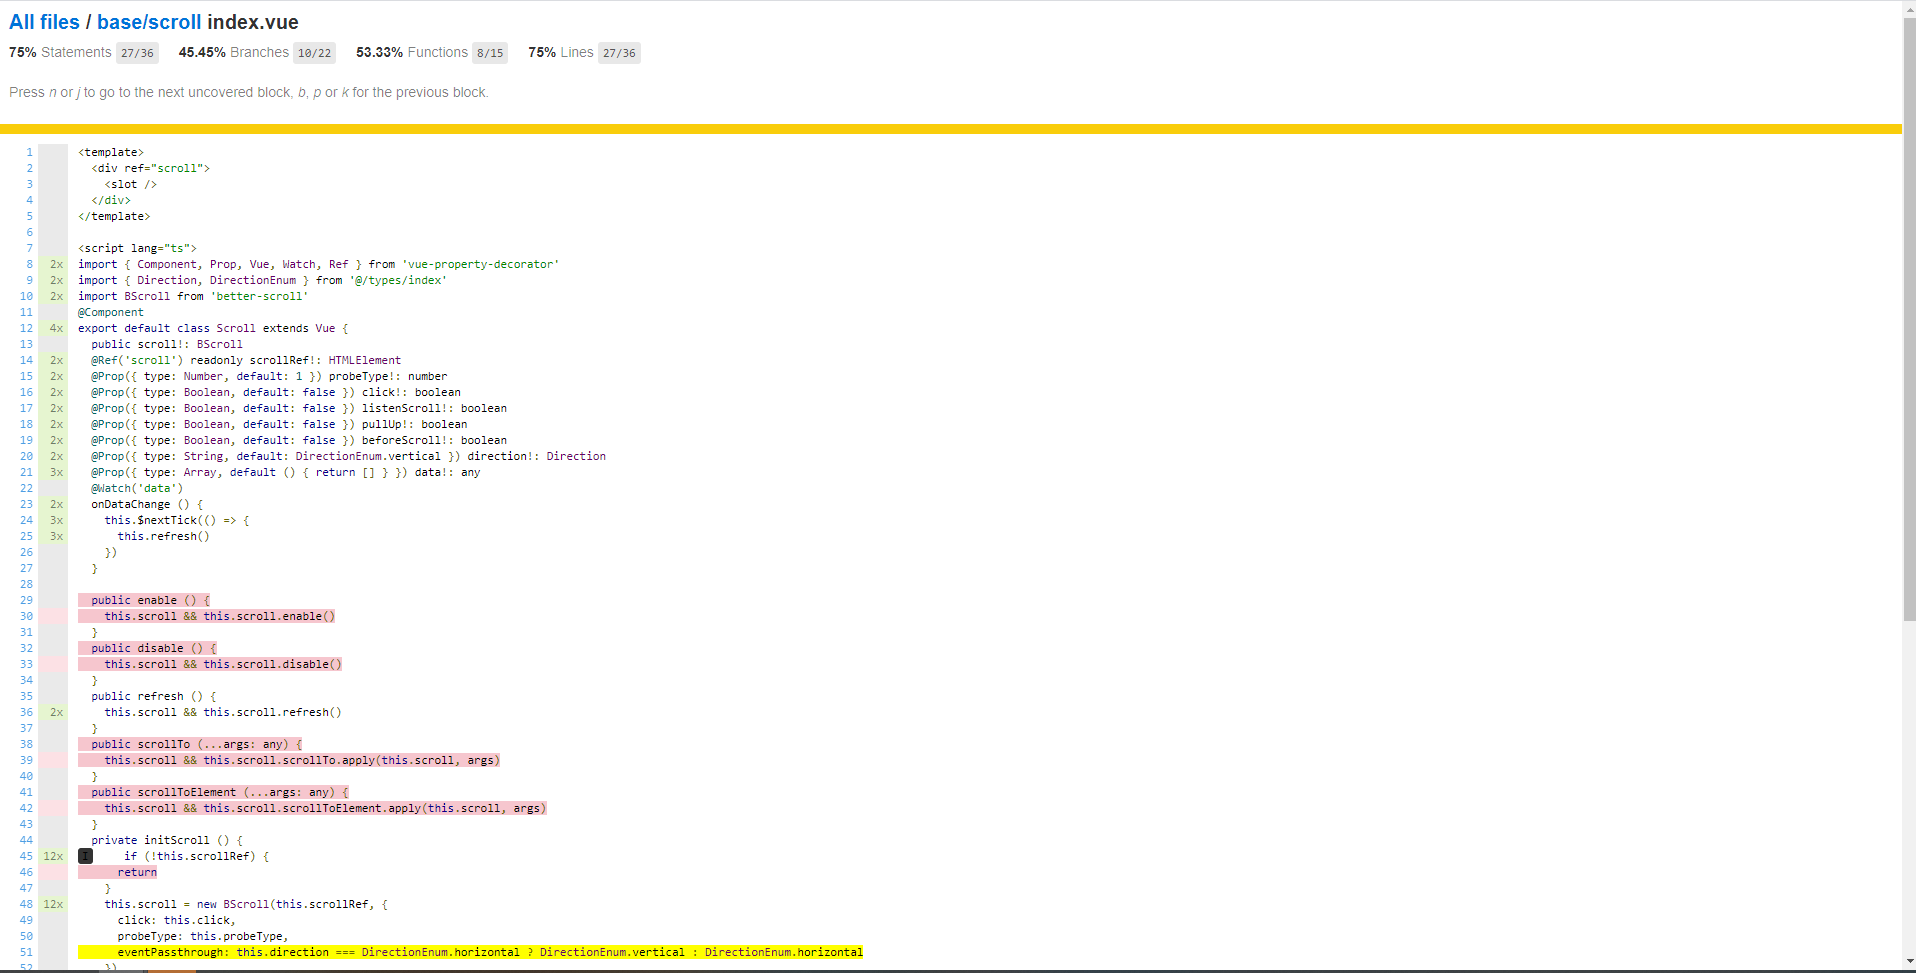 All files / base/scroll index.vue
75% Statements 27/36 45.45% Branches 10/22 53.33% Functions 8/15 75% Lines 27/36
Press n or j to go to the next uncovered block, b, p or k for the previous block.
1 <template>
2 <div ref="scroll">
3 <slot />
4 </div>
5 </template>
6
7 <script lang="ts">
8 2x import { Component, Prop, Vue, Watch, Ref } from 'vue-property-decorator'
9 2x import { Direction, DirectionEnum } from '@/types/index'
10 2x import BScroll from 'better-scroll'
11 @Component
12 4x export default class Scroll extends Vue {
13 public scroll!: BScroll
14 2x @Ref('scroll') readonly scrollRef!: HTMLElement
15 2x @Prop({ type: Number, default: 1 }) probeType!: number
16 2x @Prop({ type: Boolean, default: false }) click!: boolean
17 2x @Prop({ type: Boolean, default: false }) listenScroll!: boolean
18 2x @Prop({ type: Boolean, default: false }) pullUp!: boolean
19 2x @Prop({ type: Boolean, default: false }) beforeScroll!: boolean
20 2x @Prop({ type: String, default: DirectionEnum.vertical }) direction!: Direction
21 3x @Prop({ type: Array, default () { return [] } }) data!: any
22 @Watch('data')
23 2x onDataChange () {
24 3x this.$nextTick(() => {
25 3x this.refresh()
26 })
27 }
28
29 public enable () {
30 this.scroll && this.scroll.enable()
31 }
32 public disable () {
33 this.scroll && this.scroll.disable()
34 }
35 public refresh () {
36 2x this.scroll && this.scroll.refresh()
37 }
38 public scrollTo (...args: any) {
39 this.scroll && this.scroll.scrollTo.apply(this.scroll, args)
40 }
41 public scrollToElement (...args: any) {
42 this.scroll && this.scroll.scrollToElement.apply(this.scroll, args)
43 }
44 private initScroll () {
45 12x I if (!this.scrollRef) {
46 return
47 }
48 12x this.scroll = new BScroll(this.scrollRef, {
49 click: this.click,
50 probeType: this.probeType,
51 eventPassthrough: this.direction === DirectionEnum.horizontal ? DirectionEnum.vertical : DirectionEnum.horizontal
52 })